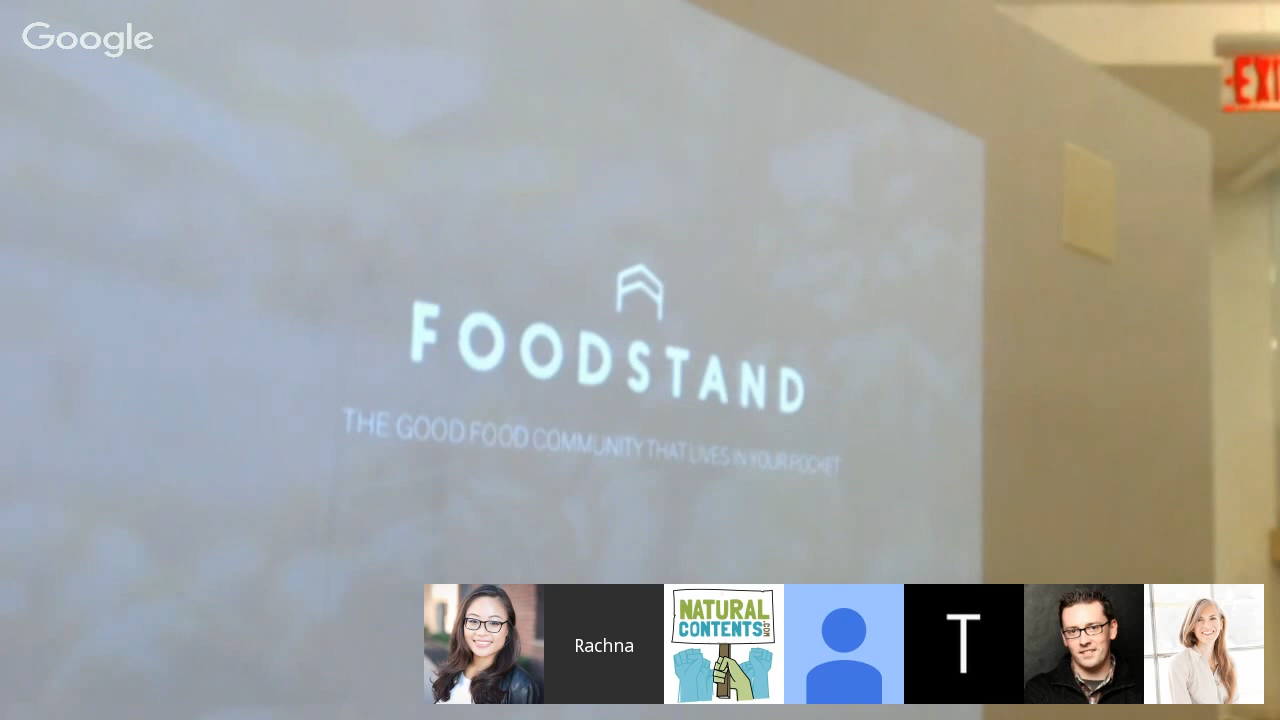 Google
EXI
FOODSTAND
THE GOOD FOOD COMMUNITY THAT LIVES IN YOUR POCKET
Rachna
NATURAL
CONTENTS.COM
T